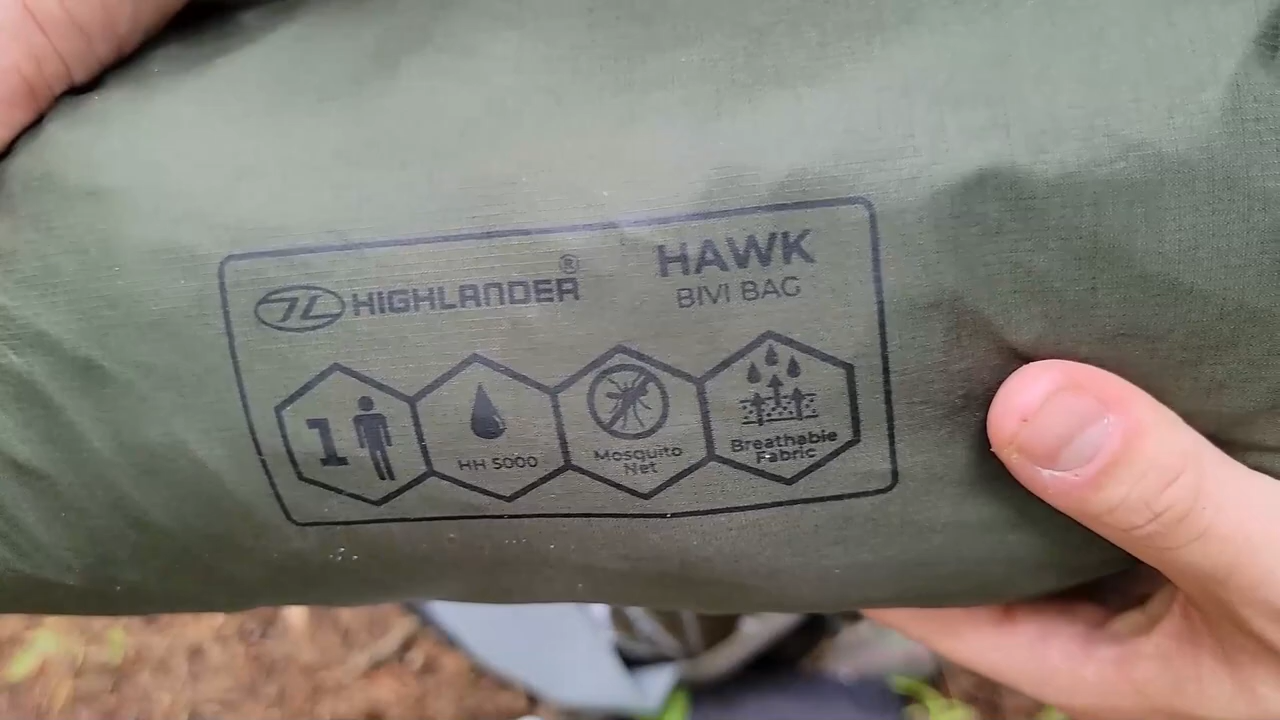 HIGHLANDER®
HAWK
BIVI BAG
1
HH 5000
Mosquito
Net
Breathable
Fabric